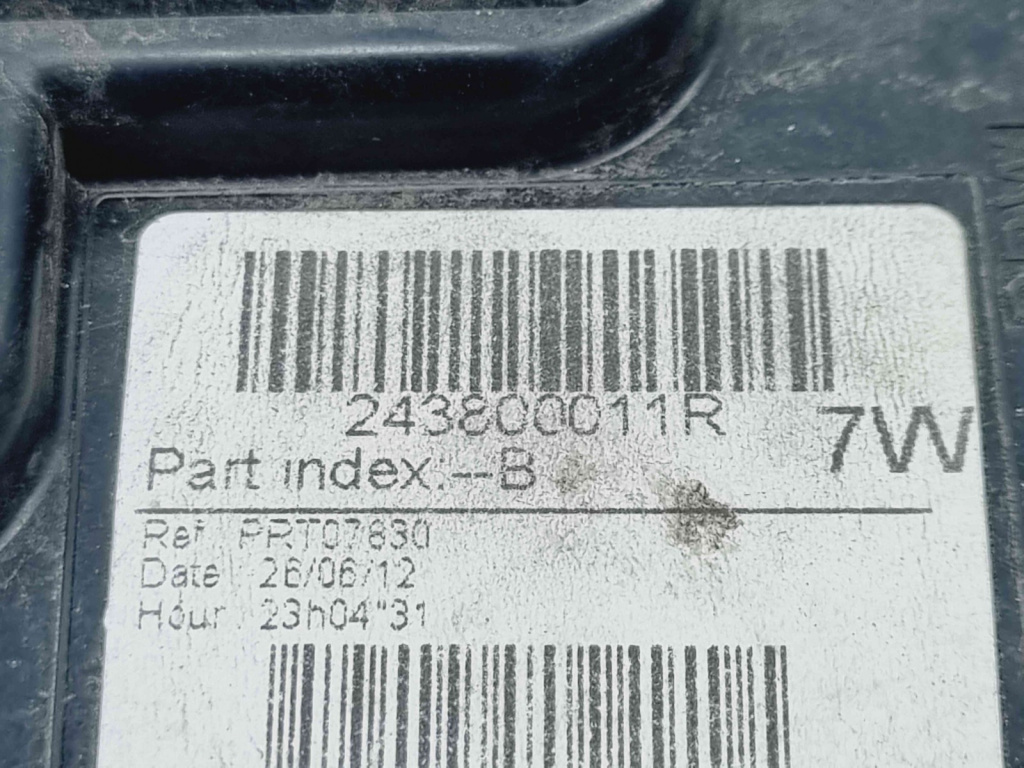 243800011R
7W
Part index:--B
Ref : PRT07830
Date : 26/06/12
Hour : 23h04"31